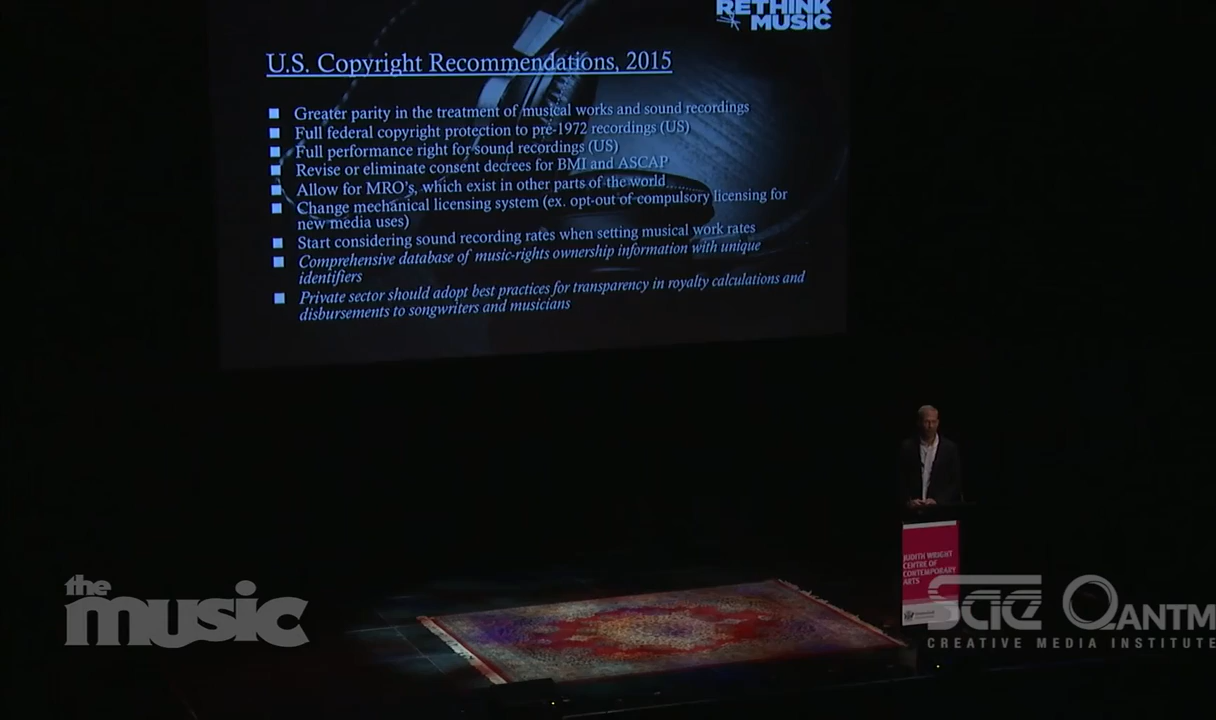 RETHINK
MUSIC
U.S. Copyright Recommendations, 2015
Greater parity in the treatment of musical works and sound recordings
Full federal copyright protection to pre-1972 recordings (US)
Full performance right for sound recordings (US)
Revise or eliminate consent decrees for BMI and ASCAP
Allow for MRO's, which exist in other parts of the world........
Change mechanical licensing system (ex. opt-out of compulsory licensing for
new media uses)
Start considering sound recording rates when setting musical work rates
Comprehensive database of music-rights ownership information with unique
identifiers
Private sector should adopt best practices for transparency in royalty calculations and
disbursements to songwriters and musicians
JUDITH WRIGHT
CENTRE OF
CONTEMPORARY
ARTS
the
music
sae QANTM
CREATIVE MEDIA INSTITUTE